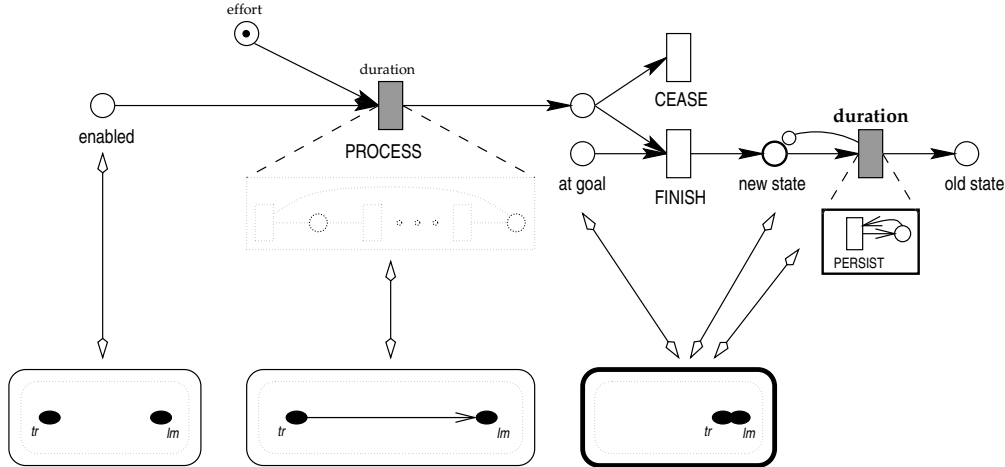 effort
duration
enabled
PROCESS
CEASE
duration
at goal
FINISH
new state
old state
PERSIST
tr
lm
tr
lm
tr
lm